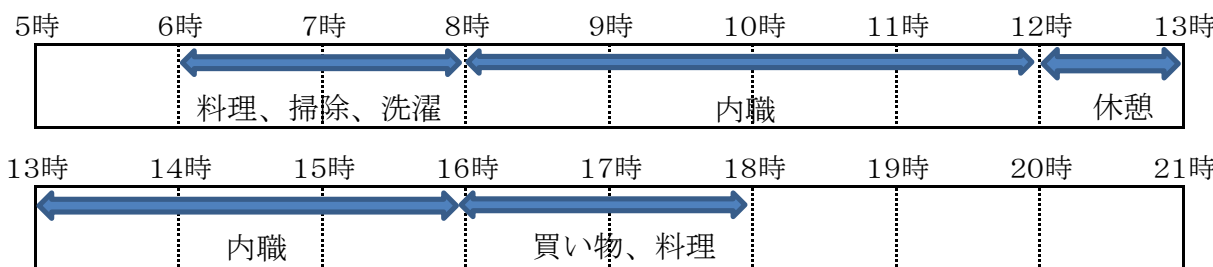 5時 6時 7時 8時 9時 10時 11時 12時 13時
料理、掃除、洗濯 内職 休憩
13時 14時 15時 16時 17時 18時 19時 20時 21時
内職 買い物、料理